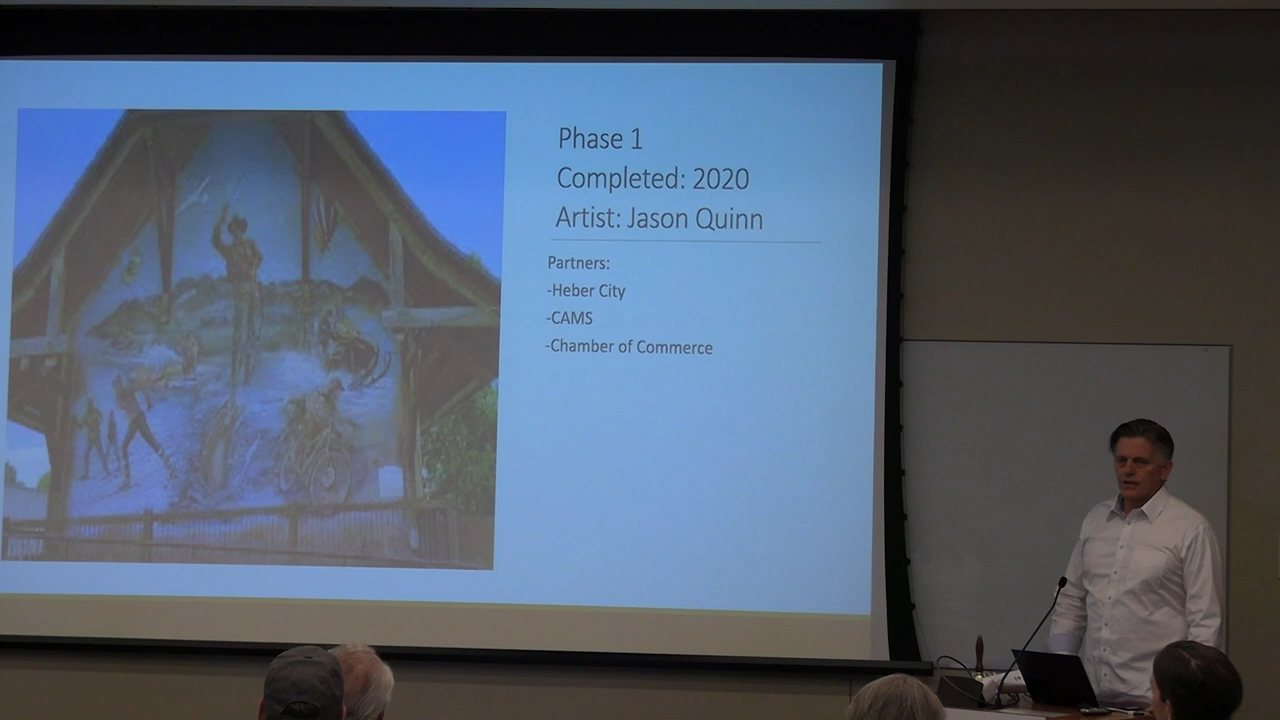 Phase 1
Completed: 2020
Artist: Jason Quinn
Partners:
-Heber City
-CAMS
-Chamber of Commerce